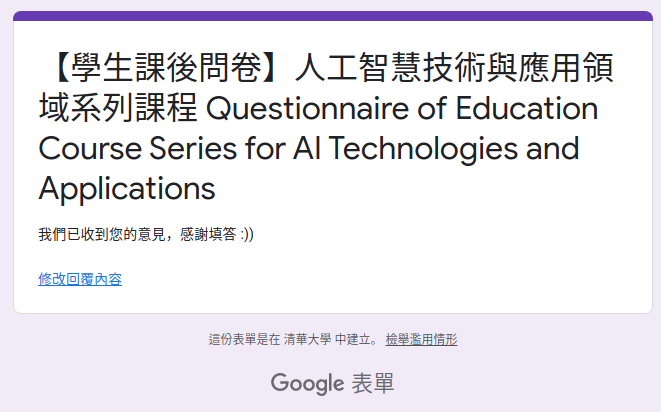 【學生課後問卷】人工智慧技術與應用領
域系列課程 Questionnaire of Education
Course Series for AI Technologies and
Applications
我們已收到您的意見，感謝填答 :))
修改回覆內容
這份表單是在 清華大學 中建立。 檢舉濫用情形
Google 表單